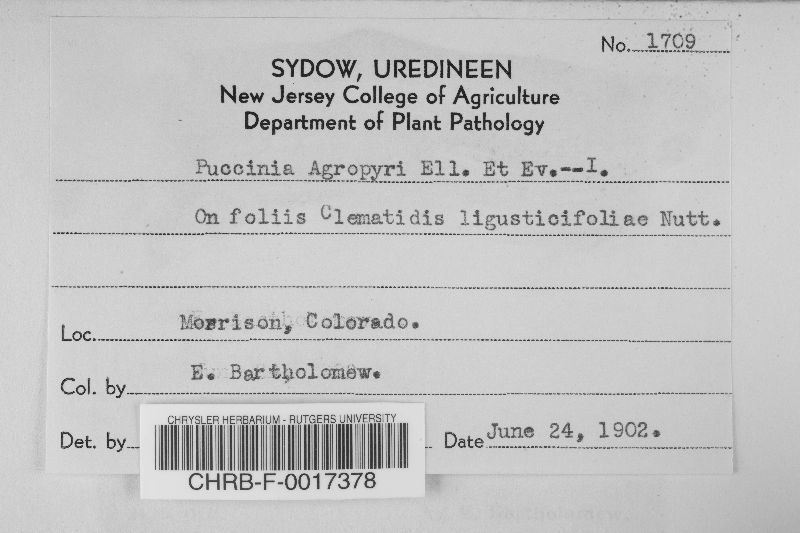 No. 1709
SYDOW, UREDINEEN
New Jersey College of Agriculture
Department of Plant Pathology
Puccinia Agropyri Ell. Et Ev.--I.
On foliis Clematidis ligusticifoliae Nutt.
Loc. Morrison, Colorado.
Col. by E. Bartholomew.
Det. by
Date June 24, 1902.
CHRYSLER HERBARIUM - RUTGERS UNIVERSITY
CHRB-F-0017378